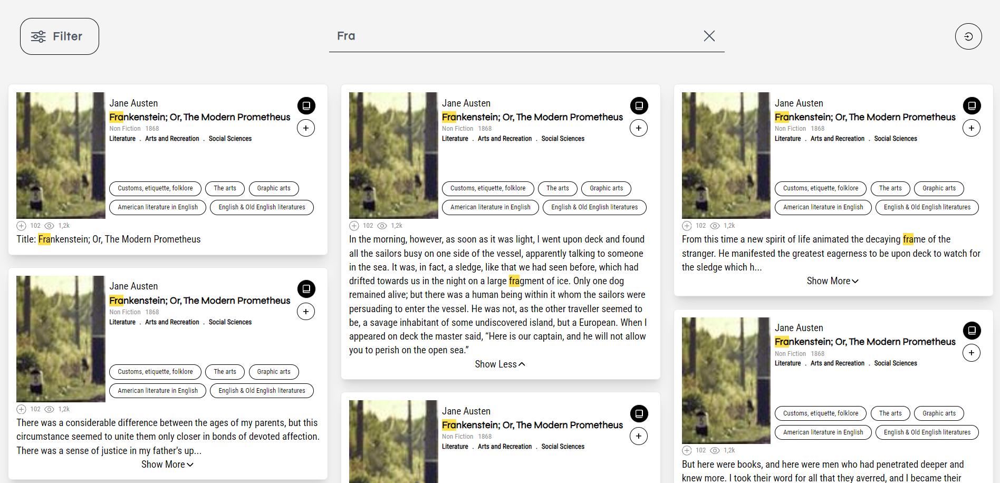 Filter
Fra
Jane Austen
Frankenstein; Or, The Modern Prometheus
Non Fiction 1868
Literature . Arts and Recreation . Social Sciences
Customs, etiquette, folklore
The arts
Graphic arts
American literature in English
English & Old English literatures
102
1,2k
Title: Frankenstein; Or, The Modern Prometheus
Jane Austen
Frankenstein; Or, The Modern Prometheus
Non Fiction 1868
Literature . Arts and Recreation . Social Sciences
Customs, etiquette, folklore
The arts
Graphic arts
American literature in English
English & Old English literatures
102
1,2k
There was a considerable difference between the ages of my parents, but this
circumstance seemed to unite them only closer in bonds of devoted affection.
There was a sense of justice in my father’s up...
Show More
Jane Austen
Frankenstein; Or, The Modern Prometheus
Non Fiction 1868
Literature . Arts and Recreation . Social Sciences
Customs, etiquette, folklore
The arts
Graphic arts
American literature in English
English & Old English literatures
102
1,2k
In the morning, however, as soon as it was light, I went upon deck and found
all the sailors busy on one side of the vessel, apparently talking to someone
in the sea. It was, in fact, a sledge, like that we had seen before, which had
drifted towards us in the night on a large fragment of ice. Only one dog
remained alive; but there was a human being within it whom the sailors were
persuading to enter the vessel. He was not, as the other traveller seemed to
be, a savage inhabitant of some undiscovered island, but a European. When I
appeared on deck the master said, “Here is our captain, and he will not allow
you to perish on the open sea.”
Show Less
Jane Austen
Frankenstein; Or, The Modern Prometheus
Non Fiction 1868
Literature . Arts and Recreation . Social Sciences
Jane Austen
Frankenstein; Or, The Modern Prometheus
Non Fiction 1868
Literature . Arts and Recreation . Social Sciences
Customs, etiquette, folklore
The arts
Graphic arts
American literature in English
English & Old English literatures
102
1,2k
From this time a new spirit of life animated the decaying frame of the
stranger. He manifested the greatest eagerness to be upon deck to watch for
the sledge which h...
Show More
Jane Austen
Frankenstein; Or, The Modern Prometheus
Non Fiction 1868
Literature . Arts and Recreation . Social Sciences
Customs, etiquette, folklore
The arts
Graphic arts
American literature in English
English & Old English literatures
102
1,2k
But here were books, and here were men who had penetrated deeper and
knew more. I took their word for all that they averred, and I became their